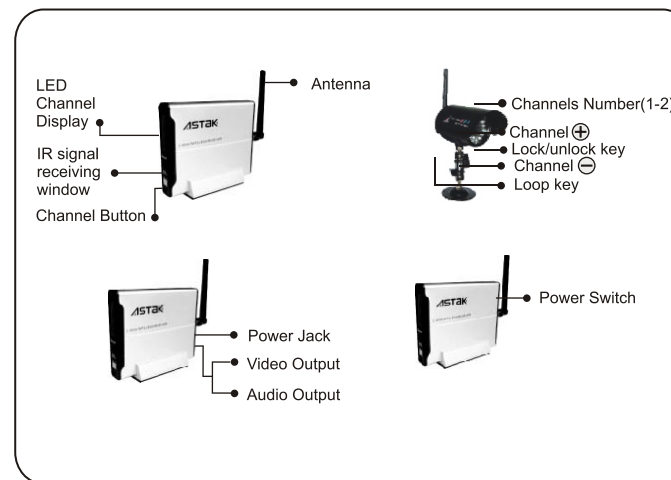 LED
Channel
Display
IR signal
receiving
window
Channel Button
ASTAK
Antenna
Channels Number(1-2)
Channel ⊕
Lock/unlock key
Channel ⊖
Loop key
ASTAK
Power Jack
Video Output
Audio Output
ASTAK
Power Switch